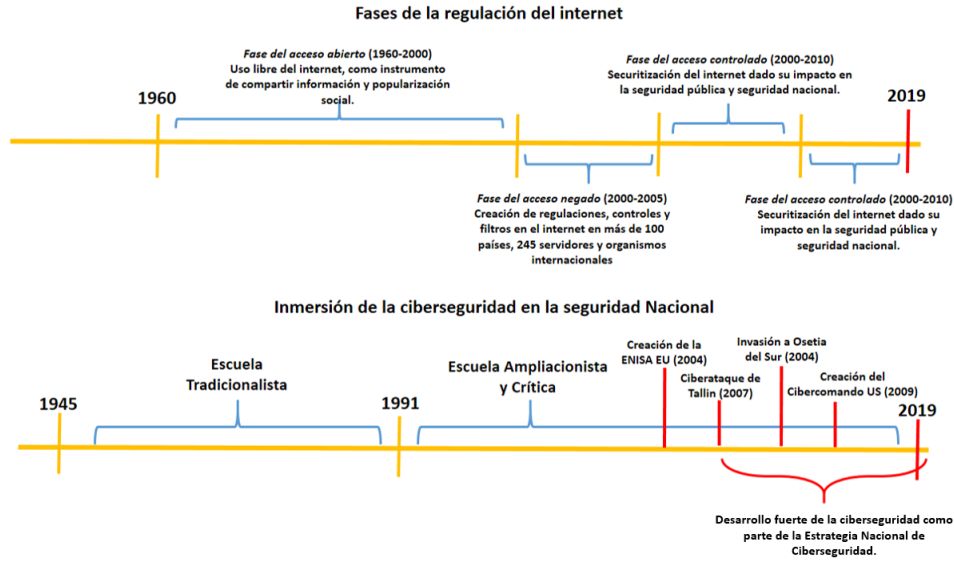 Fases de la regulación del internet
Fase del acceso abierto (1960-2000)
Uso libre del internet, como instrumento
de compartir información y popularización
social.
Fase del acceso controlado (2000-2010)
Securitización del internet dado su impacto en
la seguridad pública y seguridad nacional.
1960
2019
Fase del acceso negado (2000-2005)
Creación de regulaciones, controles y
filtros en el internet en más de 100
países, 245 servidores y organismos
internacionales
Fase del acceso controlado (2000-2010)
Securitización del internet dado su
impacto en la seguridad pública y
seguridad nacional.
Inmersión de la ciberseguridad en la seguridad Nacional
Escuela
Tradicionalista
Escuela Ampliacionista
y Crítica
Creación de la
ENISA EU (2004)
Ciberataque de
Tallin (2007)
Invasión a Osetia
del Sur (2004)
Creación del
Cibercomando US (2009)
1945
1991
2019
Desarrollo fuerte de la ciberseguridad como
parte de la Estrategia Nacional de
Ciberseguridad.